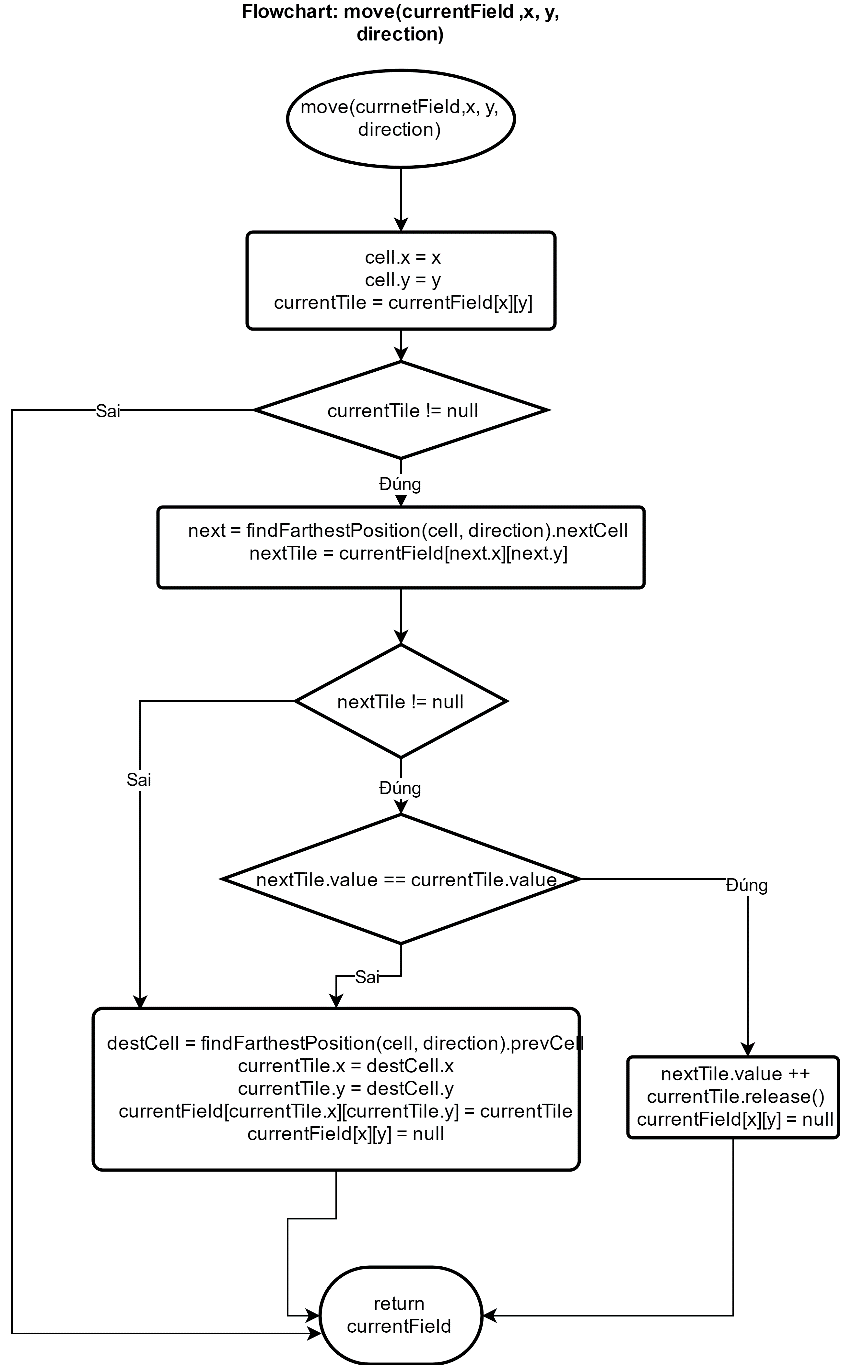 Flowchart: move(currentField ,x, y,
direction)
move(currnetField,x, y,
direction)
cell.x = x
cell.y = y
currentTile = currentField[x][y]
currentTile != null
Sai
Đúng
next = findFarthestPosition(cell, direction).nextCell
nextTile = currentField[next.x][next.y]
nextTile != null
Sai
Đúng
nextTile.value == currentTile.value
Đúng
Sai
destCell = findFarthestPosition(cell, direction).prevCell
currentTile.x = destCell.x
currentTile.y = destCell.y
currentField[currentTile.x][currentTile.y] = currentTile
currentField[x][y] = null
nextTile.value ++
currentTile.release()
currentField[x][y] = null
return
currentField